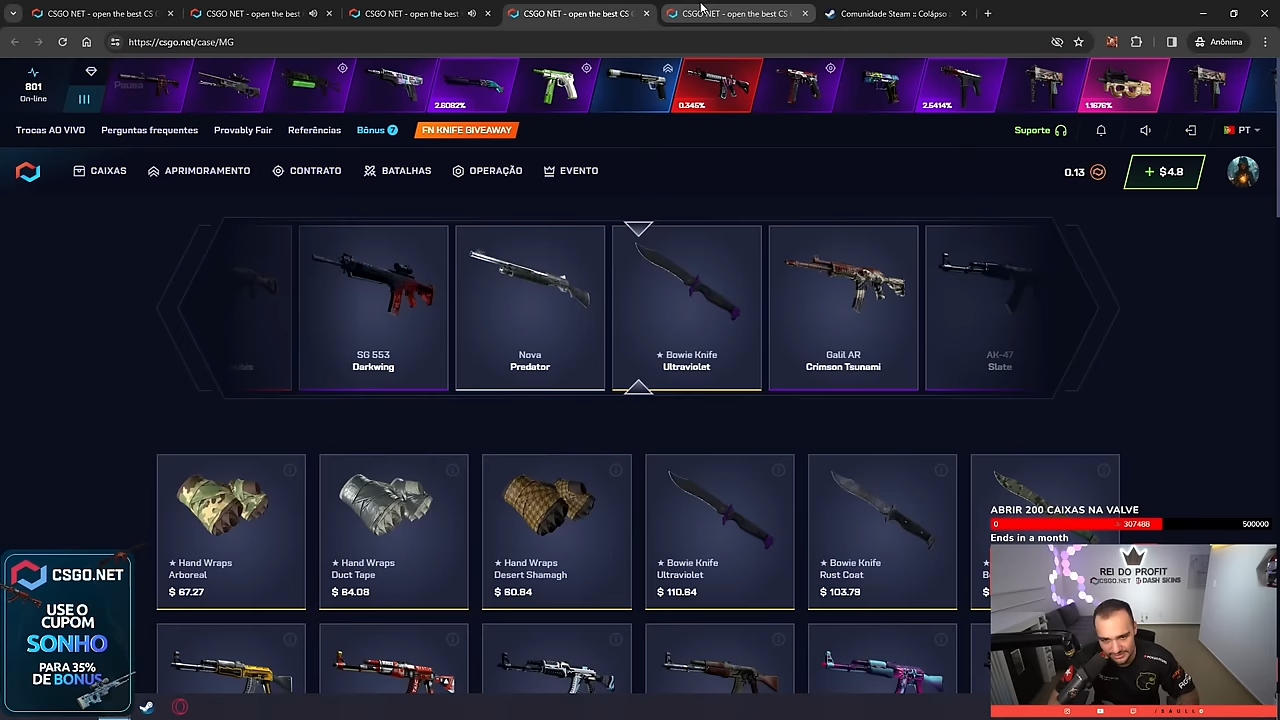 CSGO NET - open the best CS
CSGO NET - open the best
CSGO NET - open the best
CSGO NET - open the best CS G
CSGO NET - open the best CS
Comunidade Steam :: Colápso
https://csgo.net/case/MG
Anônima
801
On-line
2.6082%
0.345%
2.5414%
1.1676%
Trocas AO VIVO
Perguntas frequentes
Provably Fair
Referências
Bônus
FN KNIFE GIVEAWAY
Suporte
PT
CAIXAS
APRIMORAMENTO
CONTRATO
BATALHAS
OPERAÇÃO
EVENTO
0.13
+ $4.8
SG 553
Darkwing
Nova
Predator
★ Bowie Knife
Ultraviolet
Galil AR
Crimson Tsunami
AK-47
Slate
★ Hand Wraps
Arboreal
$ 67.27
★ Hand Wraps
Duct Tape
$ 64.08
★ Hand Wraps
Desert Shamagh
$ 60.84
★ Bowie Knife
Ultraviolet
$ 110.64
★ Bowie Knife
Rust Coat
$ 103.79
ABRIR 200 CAIXAS NA VALVE
0
307488
500000
Ends in a month
REI DO PROFIT
CSGO.NET
DASH SKINS
CSGO.NET
USE O
CUPOM
SONHO
PARA 35%
DE BONUS